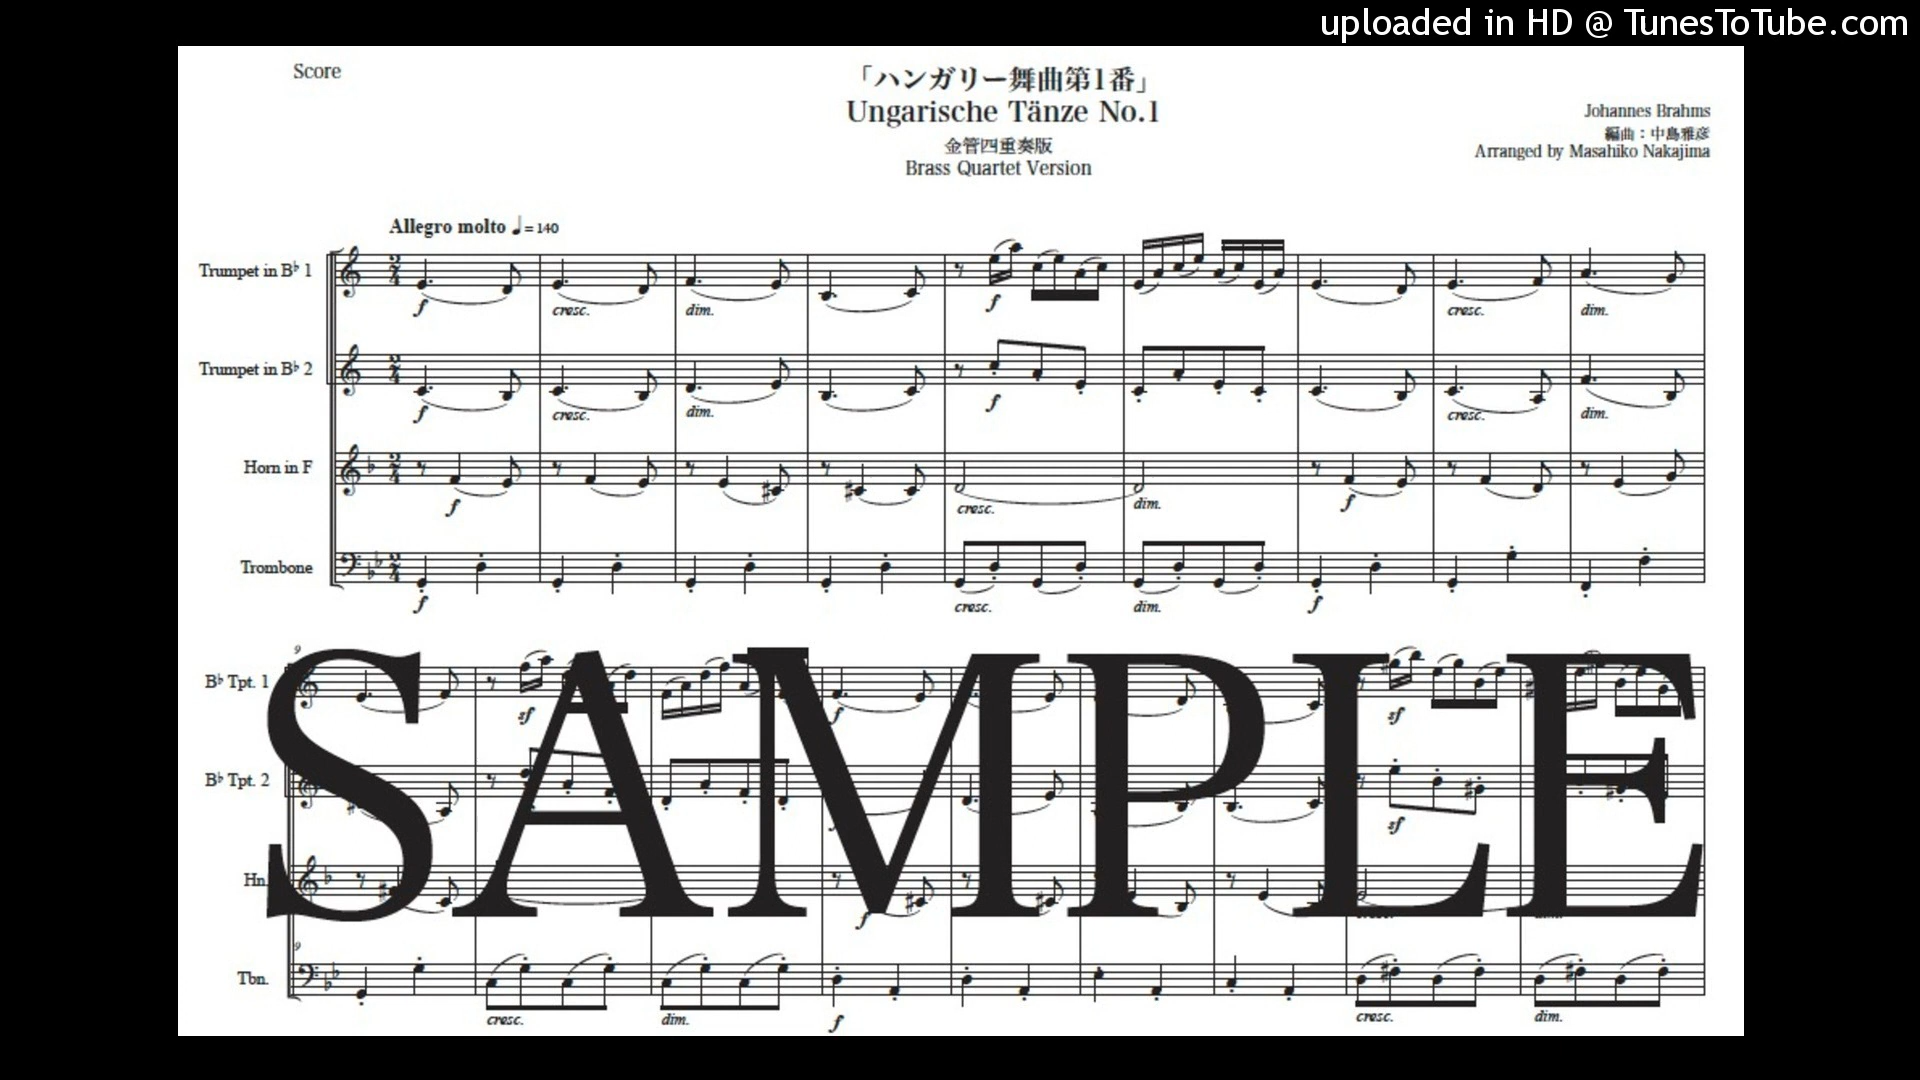 uploaded in HD @ TunesToTube.com
Score
「ハンガリー舞曲第1番」
Ungarische Tänze No.1
金管四重奏版
Brass Quartet Version
Johannes Brahms
編曲：中島雅彦
Arranged by Masahiko Nakajima
Allegro molto ♩= 140
Trumpet in B♭ 1
f cresc. dim. f cresc. dim.
Trumpet in B♭ 2
f cresc. dim. f cresc. dim.
Horn in F
f cresc. dim. f
Trombone
f cresc. dim. f
9
B♭ Tpt. 1
sf f sf
B♭ Tpt. 2
sf
Hn.
f
9
Tbn.
cresc. dim. f cresc. dim.
SAMPLE